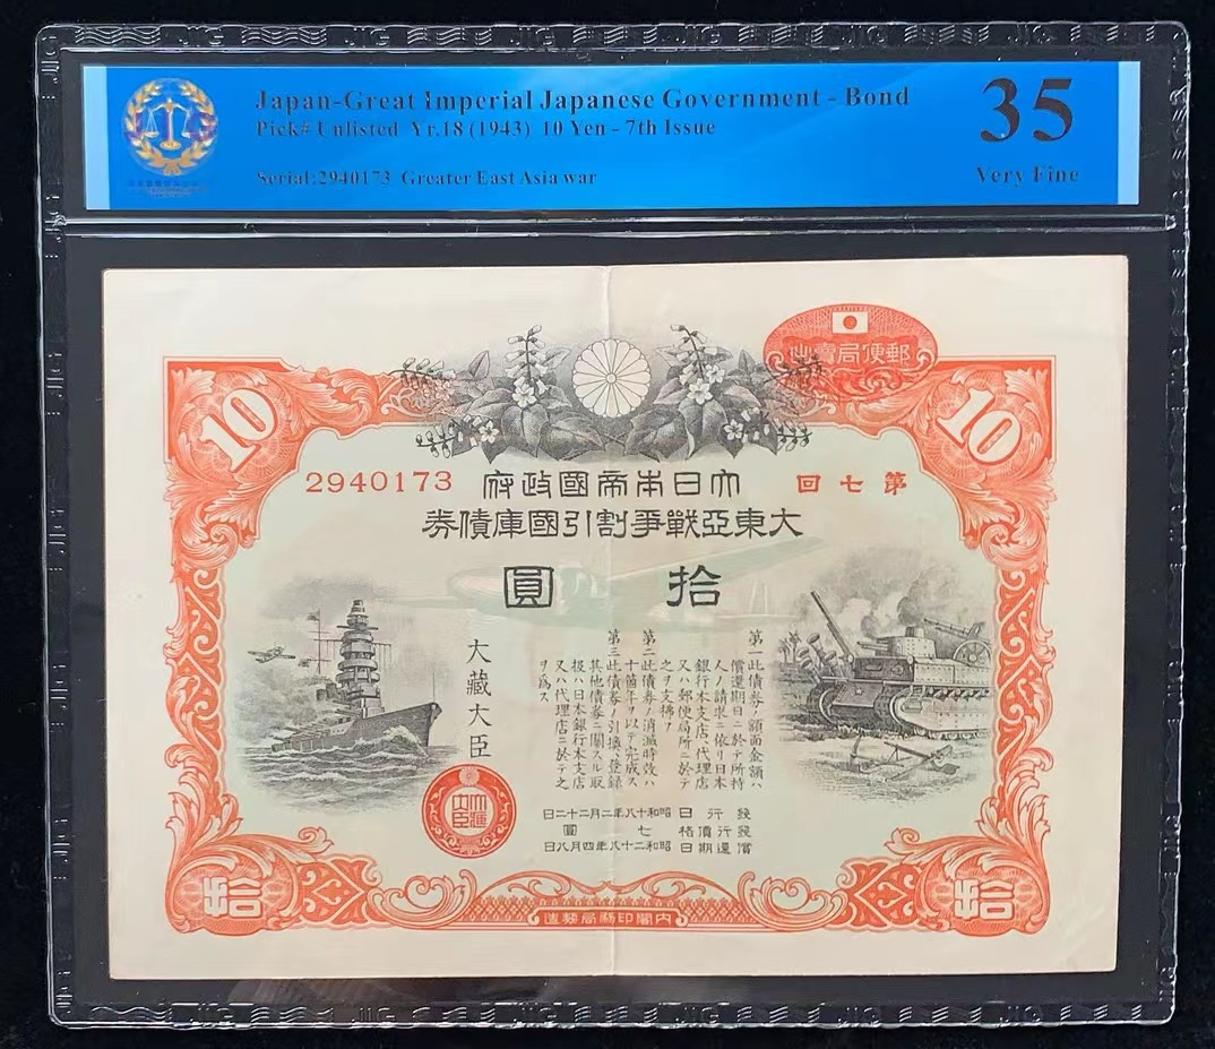 Japan-Great Imperial Japanese Government - Bond
Pick# Unlisted Yr.18 (1943) 10 Yen - 7th Issue
Serial:2940173 Greater East Asia war
35
Very Fine
郵便局賣出
10
10
2940173
大日本帝國政府
第七回
大東亞戰爭割引國庫債券
拾圓
第一此債券ノ額面金額ハ
償還期日ニ於テ所持
人ノ請求ニ依リ日本
銀行本支店、代理店
又ハ郵便局所ニ於テ
之ヲ支拂フ
第二此債券ノ消滅時效ハ
十箇年ヲ以テ完成ス
第三此債券ノ引換、登錄
其他債券ニ關スル取
扱ハ日本銀行本支店
又ハ代理店ニ於テ之
ヲ爲ス
大藏大臣
大藏大臣
發行日 昭和十八年二月二十二日
發行價格 七圓
償還期日 昭和二十八年四月八日
拾
拾
內閣印刷局製造